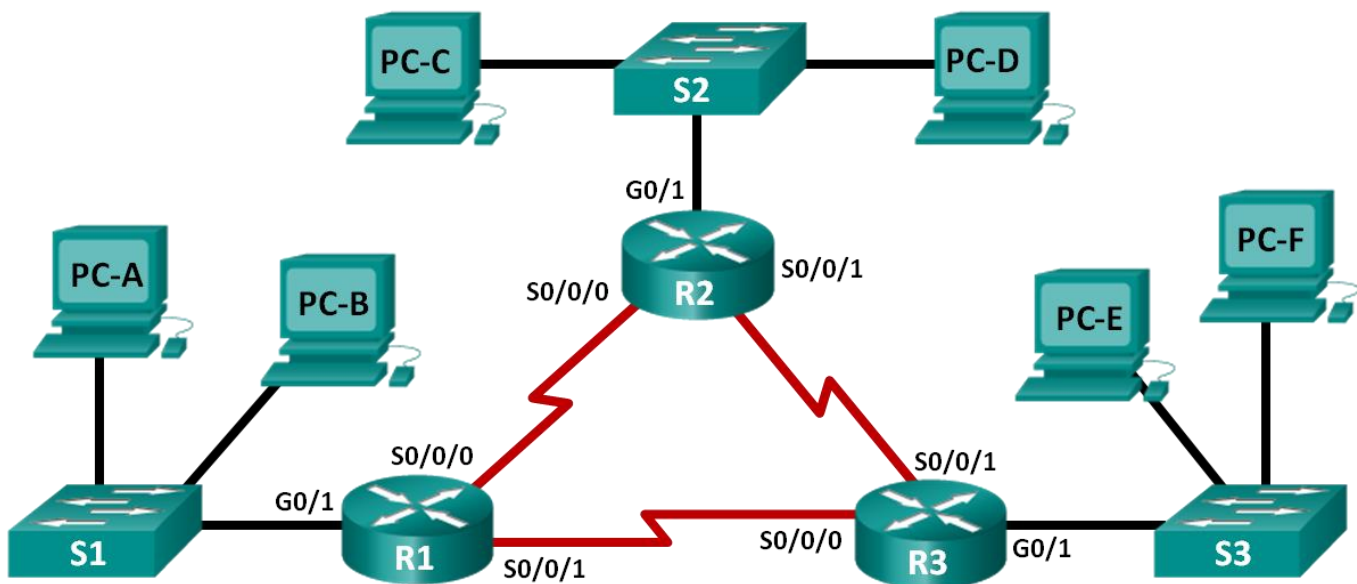 PC-C
S2
PC-D
G0/1
PC-A
PC-B
S0/0/0
R2
S0/0/1
PC-E
PC-F
S0/0/0
S0/0/1
S1
G0/1
R1
S0/0/1
S0/0/0
R3
G0/1
S3